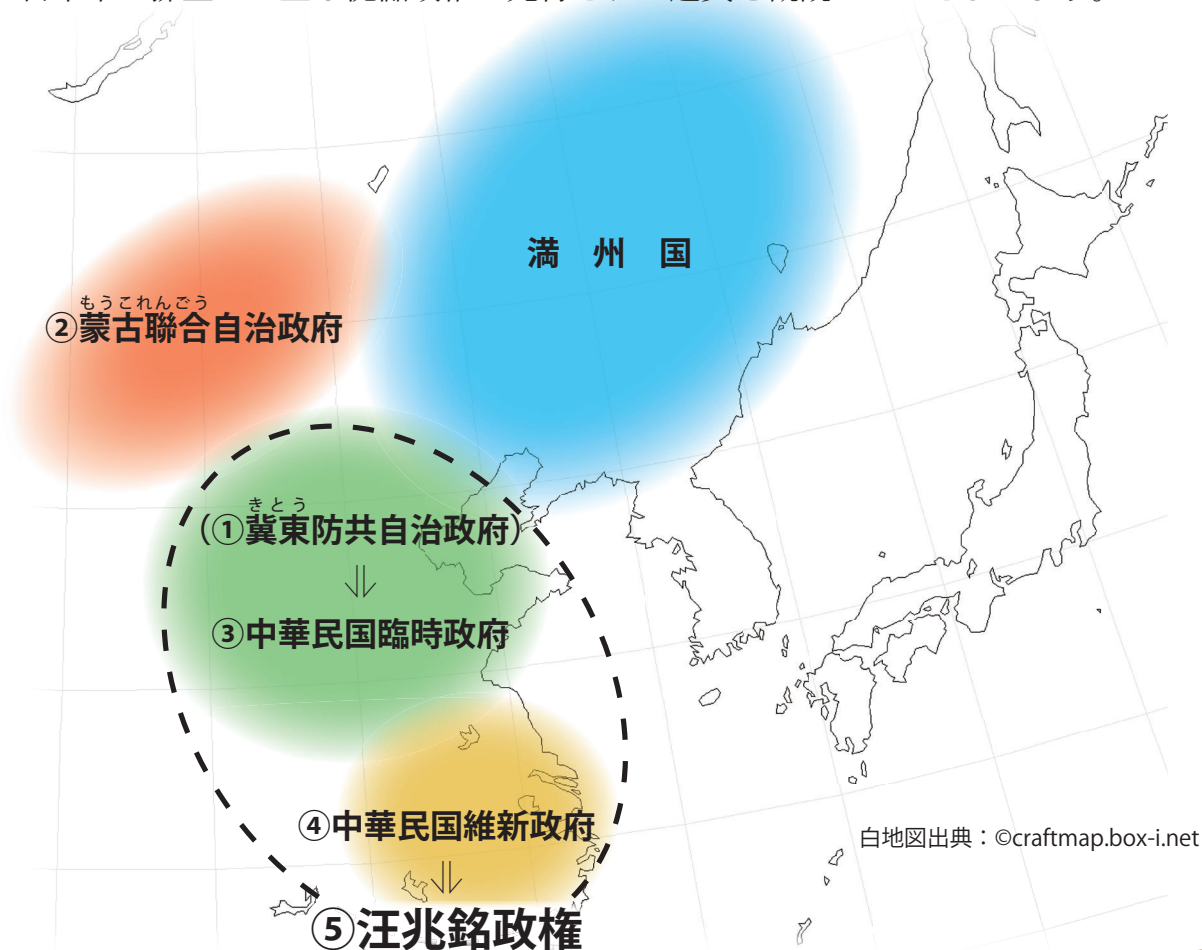 満 州 国
もうこれんごう
②蒙古聯合自治政府
きとう
(①冀東防共自治政府)
⇓
③中華民国臨時政府
④中華民国維新政府
⇓
⑤汪兆銘政権
白地図出典：©craftmap.box-i.net